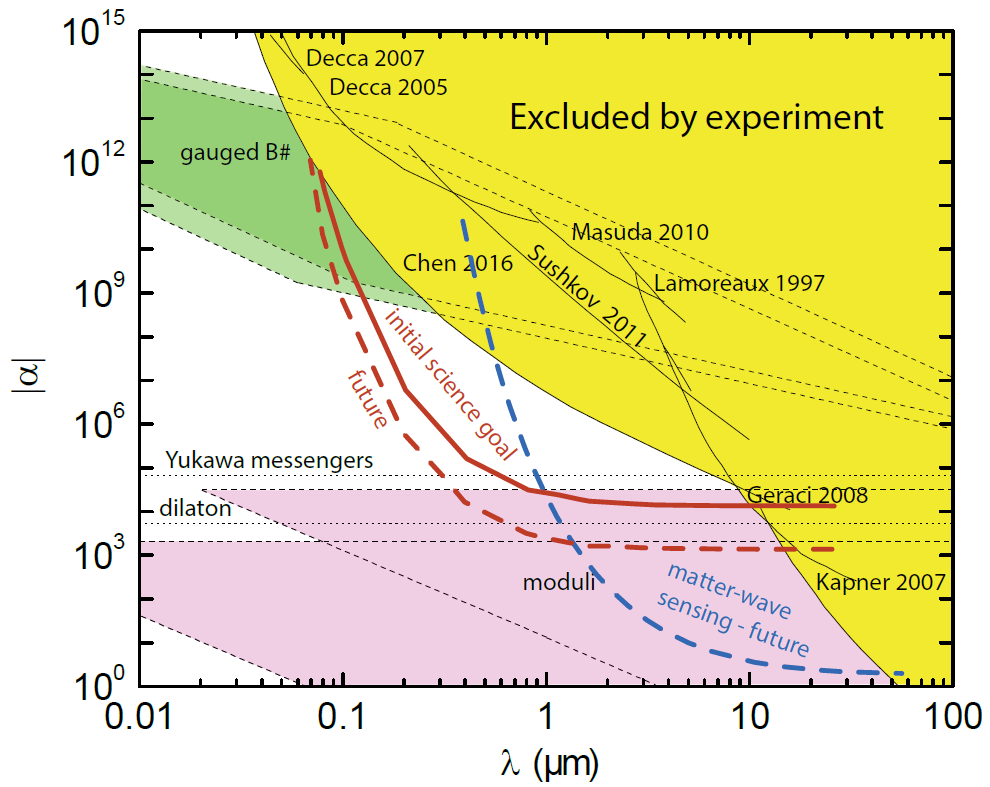 10^15
10^12
10^9
10^6
10^3
10^0
|α|
Decca 2007
Decca 2005
Excluded by experiment
gauged B#
Masuda 2010
Chen 2016
Sushkov 2011
Lamoreaux 1997
initial science goal
future
Yukawa messengers
dilaton
Geraci 2008
moduli
matter-wave
sensing - future
Kapner 2007
0.01
0.1
1
10
100
λ (µm)